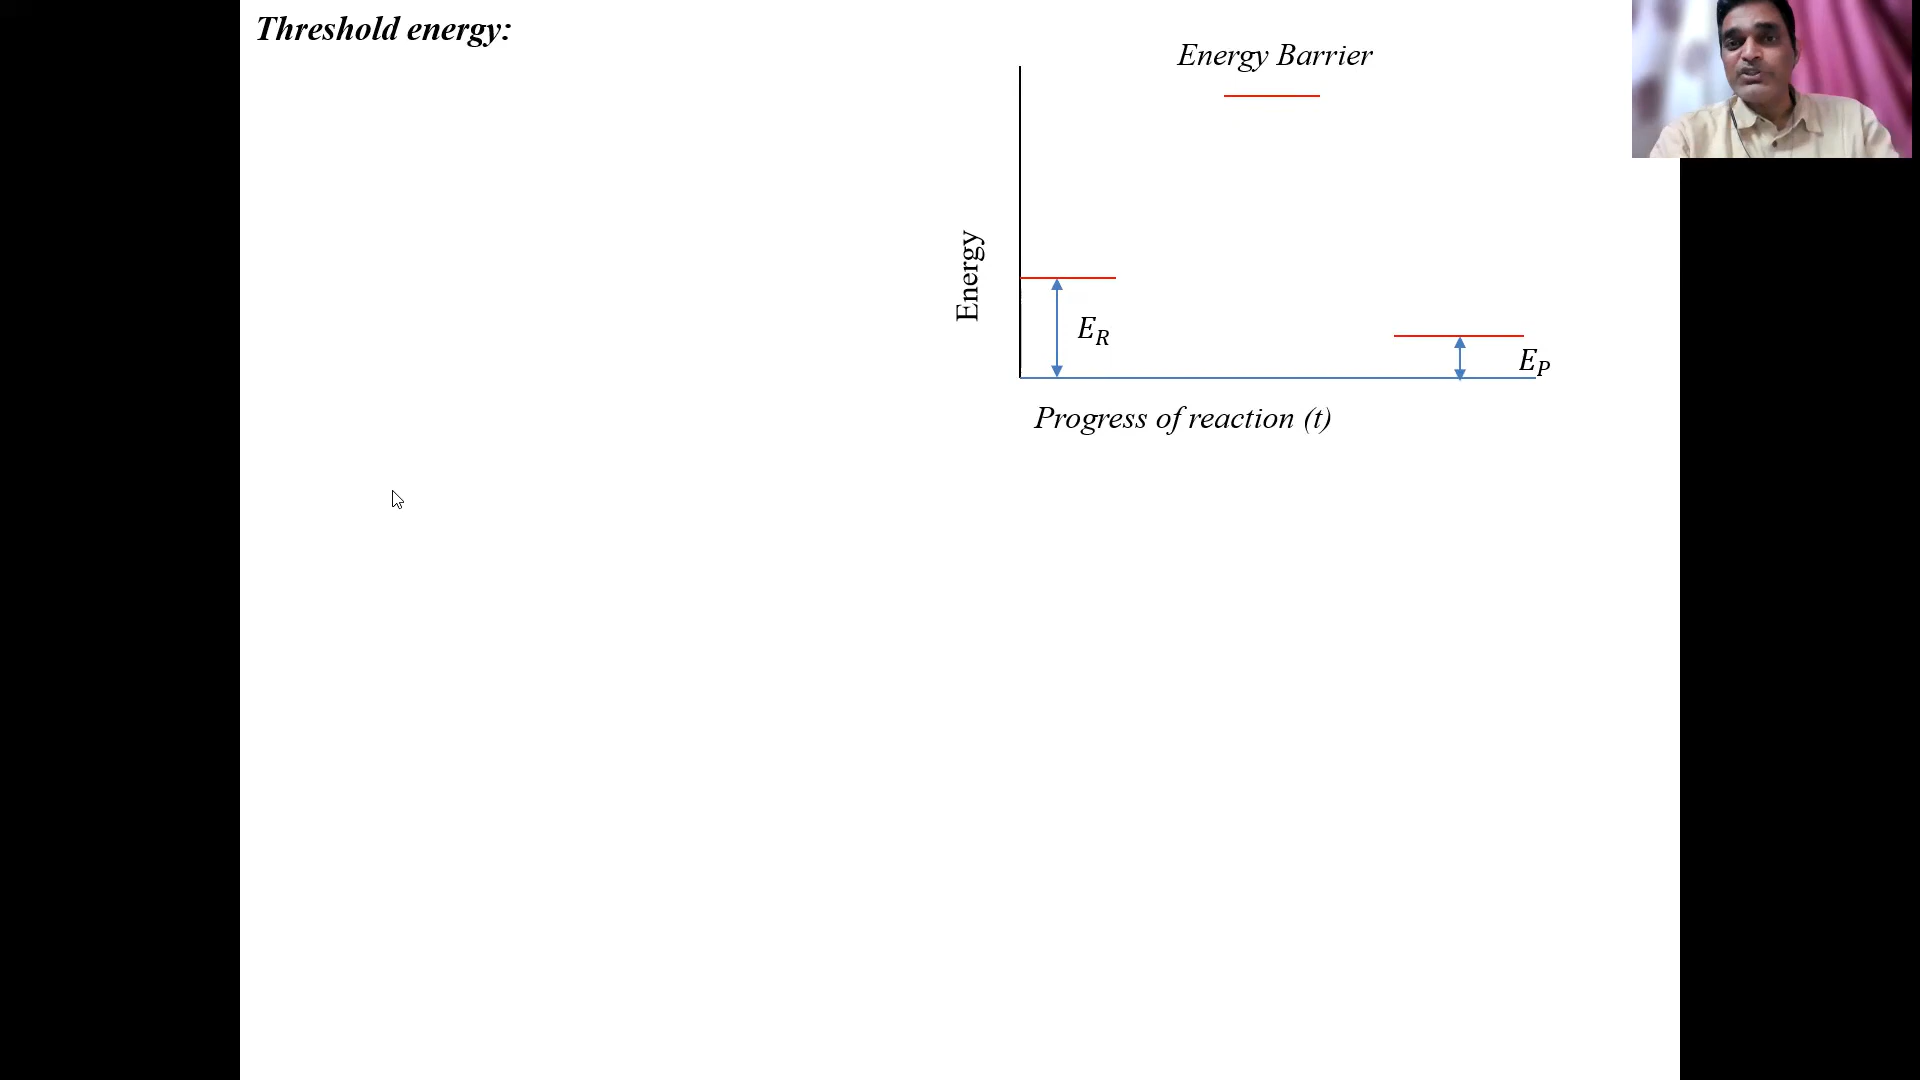 Threshold energy:
Energy Barrier
Energy
E_R
E_P
Progress of reaction (t)